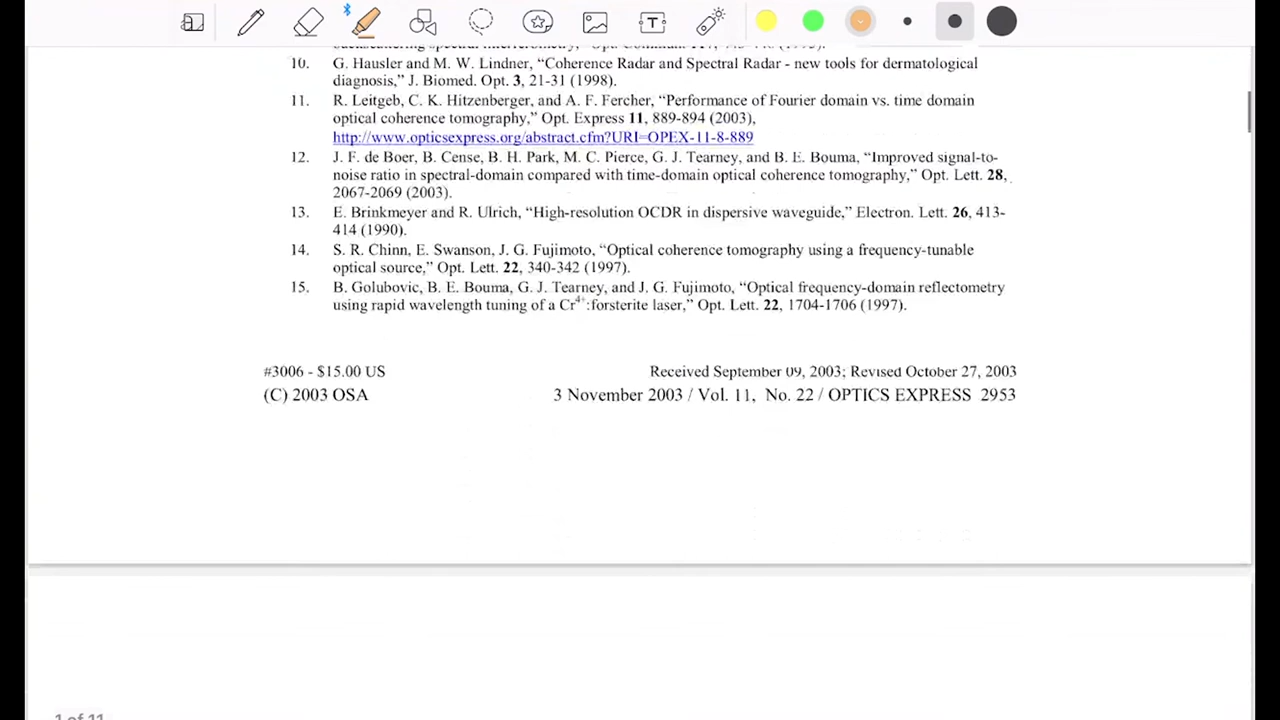 10. G. Hausler and M. W. Lindner, “Coherence Radar and Spectral Radar - new tools for dermatological
diagnosis,” J. Biomed. Opt. 3, 21-31 (1998).
11. R. Leitgeb, C. K. Hitzenberger, and A. F. Fercher, “Performance of Fourier domain vs. time domain
optical coherence tomography,” Opt. Express 11, 889-894 (2003),
http://www.opticsexpress.org/abstract.cfm?URI=OPEX-11-8-889
12. J. F. de Boer, B. Cense, B. H. Park, M. C. Pierce, G. J. Tearney, and B. E. Bouma, “Improved signal-to-
noise ratio in spectral-domain compared with time-domain optical coherence tomography,” Opt. Lett. 28,
2067-2069 (2003).
13. E. Brinkmeyer and R. Ulrich, “High-resolution OCDR in dispersive waveguide,” Electron. Lett. 26, 413-
414 (1990).
14. S. R. Chinn, E. Swanson, J. G. Fujimoto, “Optical coherence tomography using a frequency-tunable
optical source,” Opt. Lett. 22, 340-342 (1997).
15. B. Golubovic, B. E. Bouma, G. J. Tearney, and J. G. Fujimoto, “Optical frequency-domain reflectometry
using rapid wavelength tuning of a Cr4+:forsterite laser,” Opt. Lett. 22, 1704-1706 (1997).
#3006 - $15.00 US Received September 09, 2003; Revised October 27, 2003
(C) 2003 OSA 3 November 2003 / Vol. 11, No. 22 / OPTICS EXPRESS 2953
1 of 11